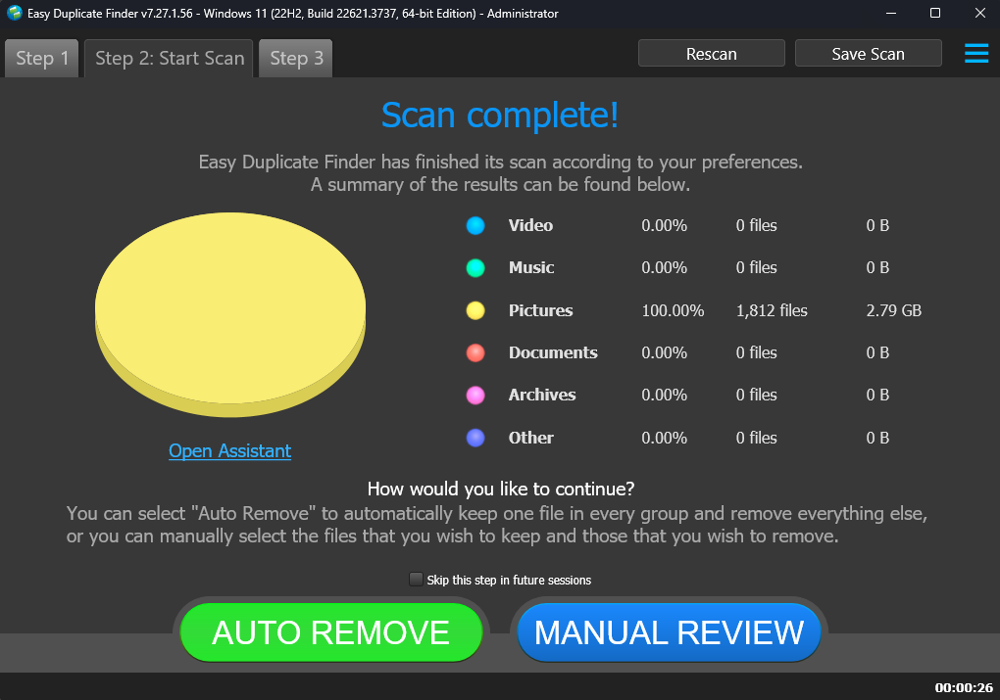 Easy Duplicate Finder v7.27.1.56 - Windows 11 (22H2, Build 22621.3737, 64-bit Edition) - Administrator
Step 1 Step 2: Start Scan Step 3 Rescan Save Scan
Scan complete!
Easy Duplicate Finder has finished its scan according to your preferences.
A summary of the results can be found below.
Video 0.00% 0 files 0 B
Music 0.00% 0 files 0 B
Pictures 100.00% 1,812 files 2.79 GB
Documents 0.00% 0 files 0 B
Archives 0.00% 0 files 0 B
Other 0.00% 0 files 0 B
Open Assistant
How would you like to continue?
You can select "Auto Remove" to automatically keep one file in every group and remove everything else,
or you can manually select the files that you wish to keep and those that you wish to remove.
Skip this step in future sessions
AUTO REMOVE MANUAL REVIEW
00:00:26